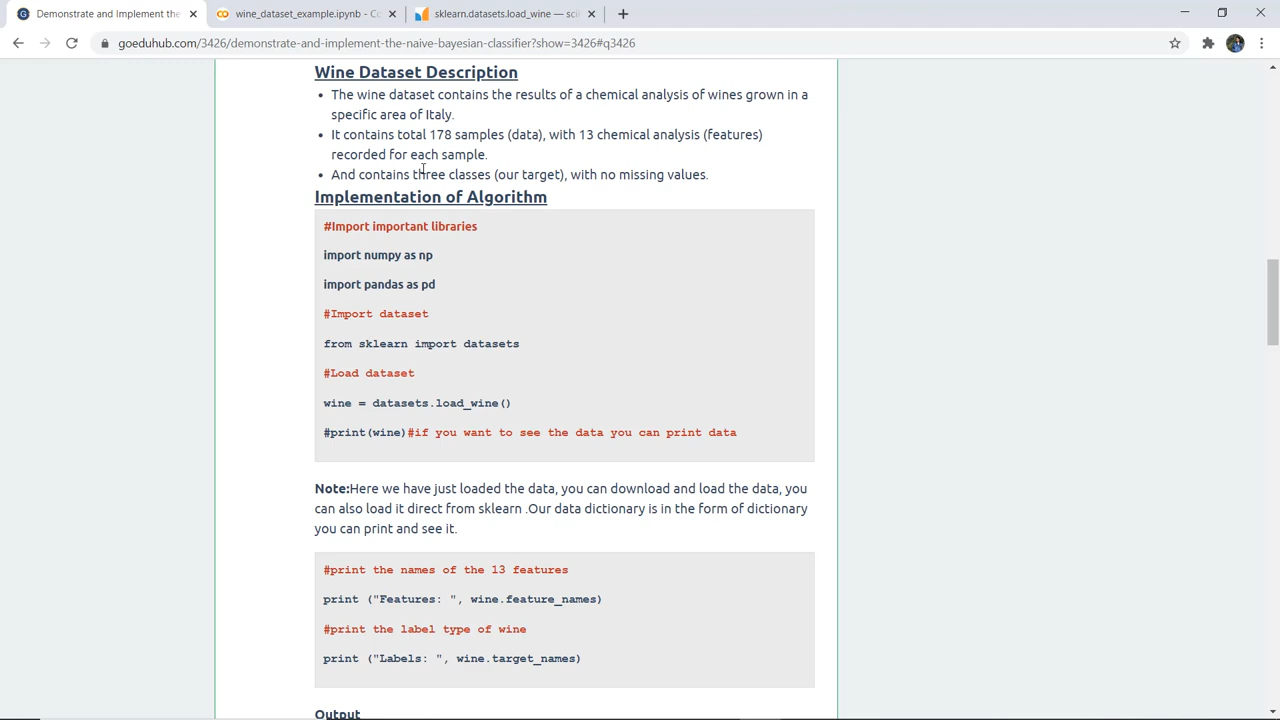 Demonstrate and Implement the
wine_dataset_example.ipynb - Co
sklearn.datasets.load_wine — sci
goeduhub.com/3426/demonstrate-and-implement-the-naive-bayesian-classifier?show=3426#q3426
Wine Dataset Description
• The wine dataset contains the results of a chemical analysis of wines grown in a
specific area of Italy.
• It contains total 178 samples (data), with 13 chemical analysis (features)
recorded for each sample.
• And contains three classes (our target), with no missing values.
Implementation of Algorithm
#Import important libraries
import numpy as np
import pandas as pd
#Import dataset
from sklearn import datasets
#Load dataset
wine = datasets.load_wine()
#print(wine)#if you want to see the data you can print data
Note:Here we have just loaded the data, you can download and load the data, you
can also load it direct from sklearn .Our data dictionary is in the form of dictionary
you can print and see it.
#print the names of the 13 features
print ("Features: ", wine.feature_names)
#print the label type of wine
print ("Labels: ", wine.target_names)
Output